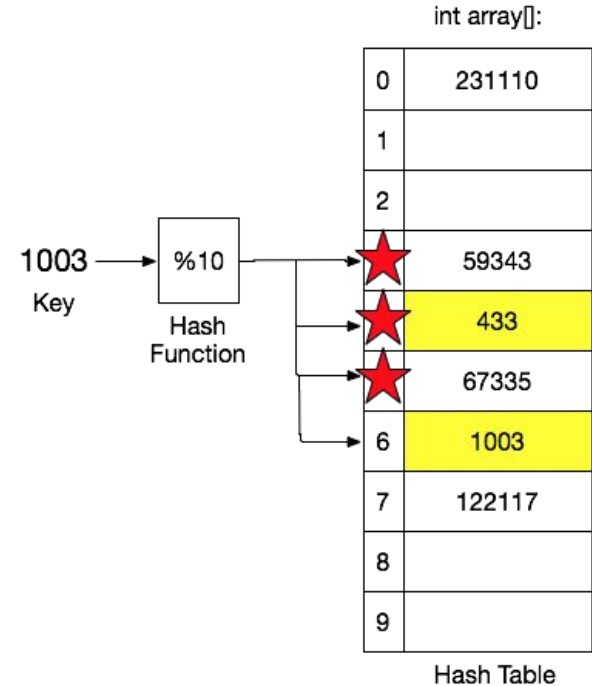 int array[]:
0 231110
1
2
59343
433
67335
6 1003
7 122117
8
9
1003
Key
%10
Hash
Function
Hash Table